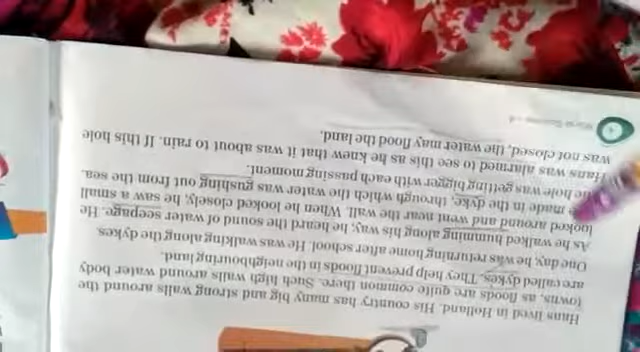 Hans lived in Holland. His country has many big and strong walls around the
towns, as floods are quite common there. Such high walls around water body
are called dykes. They help prevent floods in the neighbouring land.
One day, he was returning home after school. He was walking along the dykes.
As he walked humming along his way, he heard the sound of water seepage. He
looked around and went near the wall. When he looked closely, he saw a small
made in the dyke, through which the water was gushing out from the sea.
hole was getting bigger with each passing moment.
Hans was alarmed to see this as he knew that it was about to rain. If this hole
was not closed, the water may flood the land.